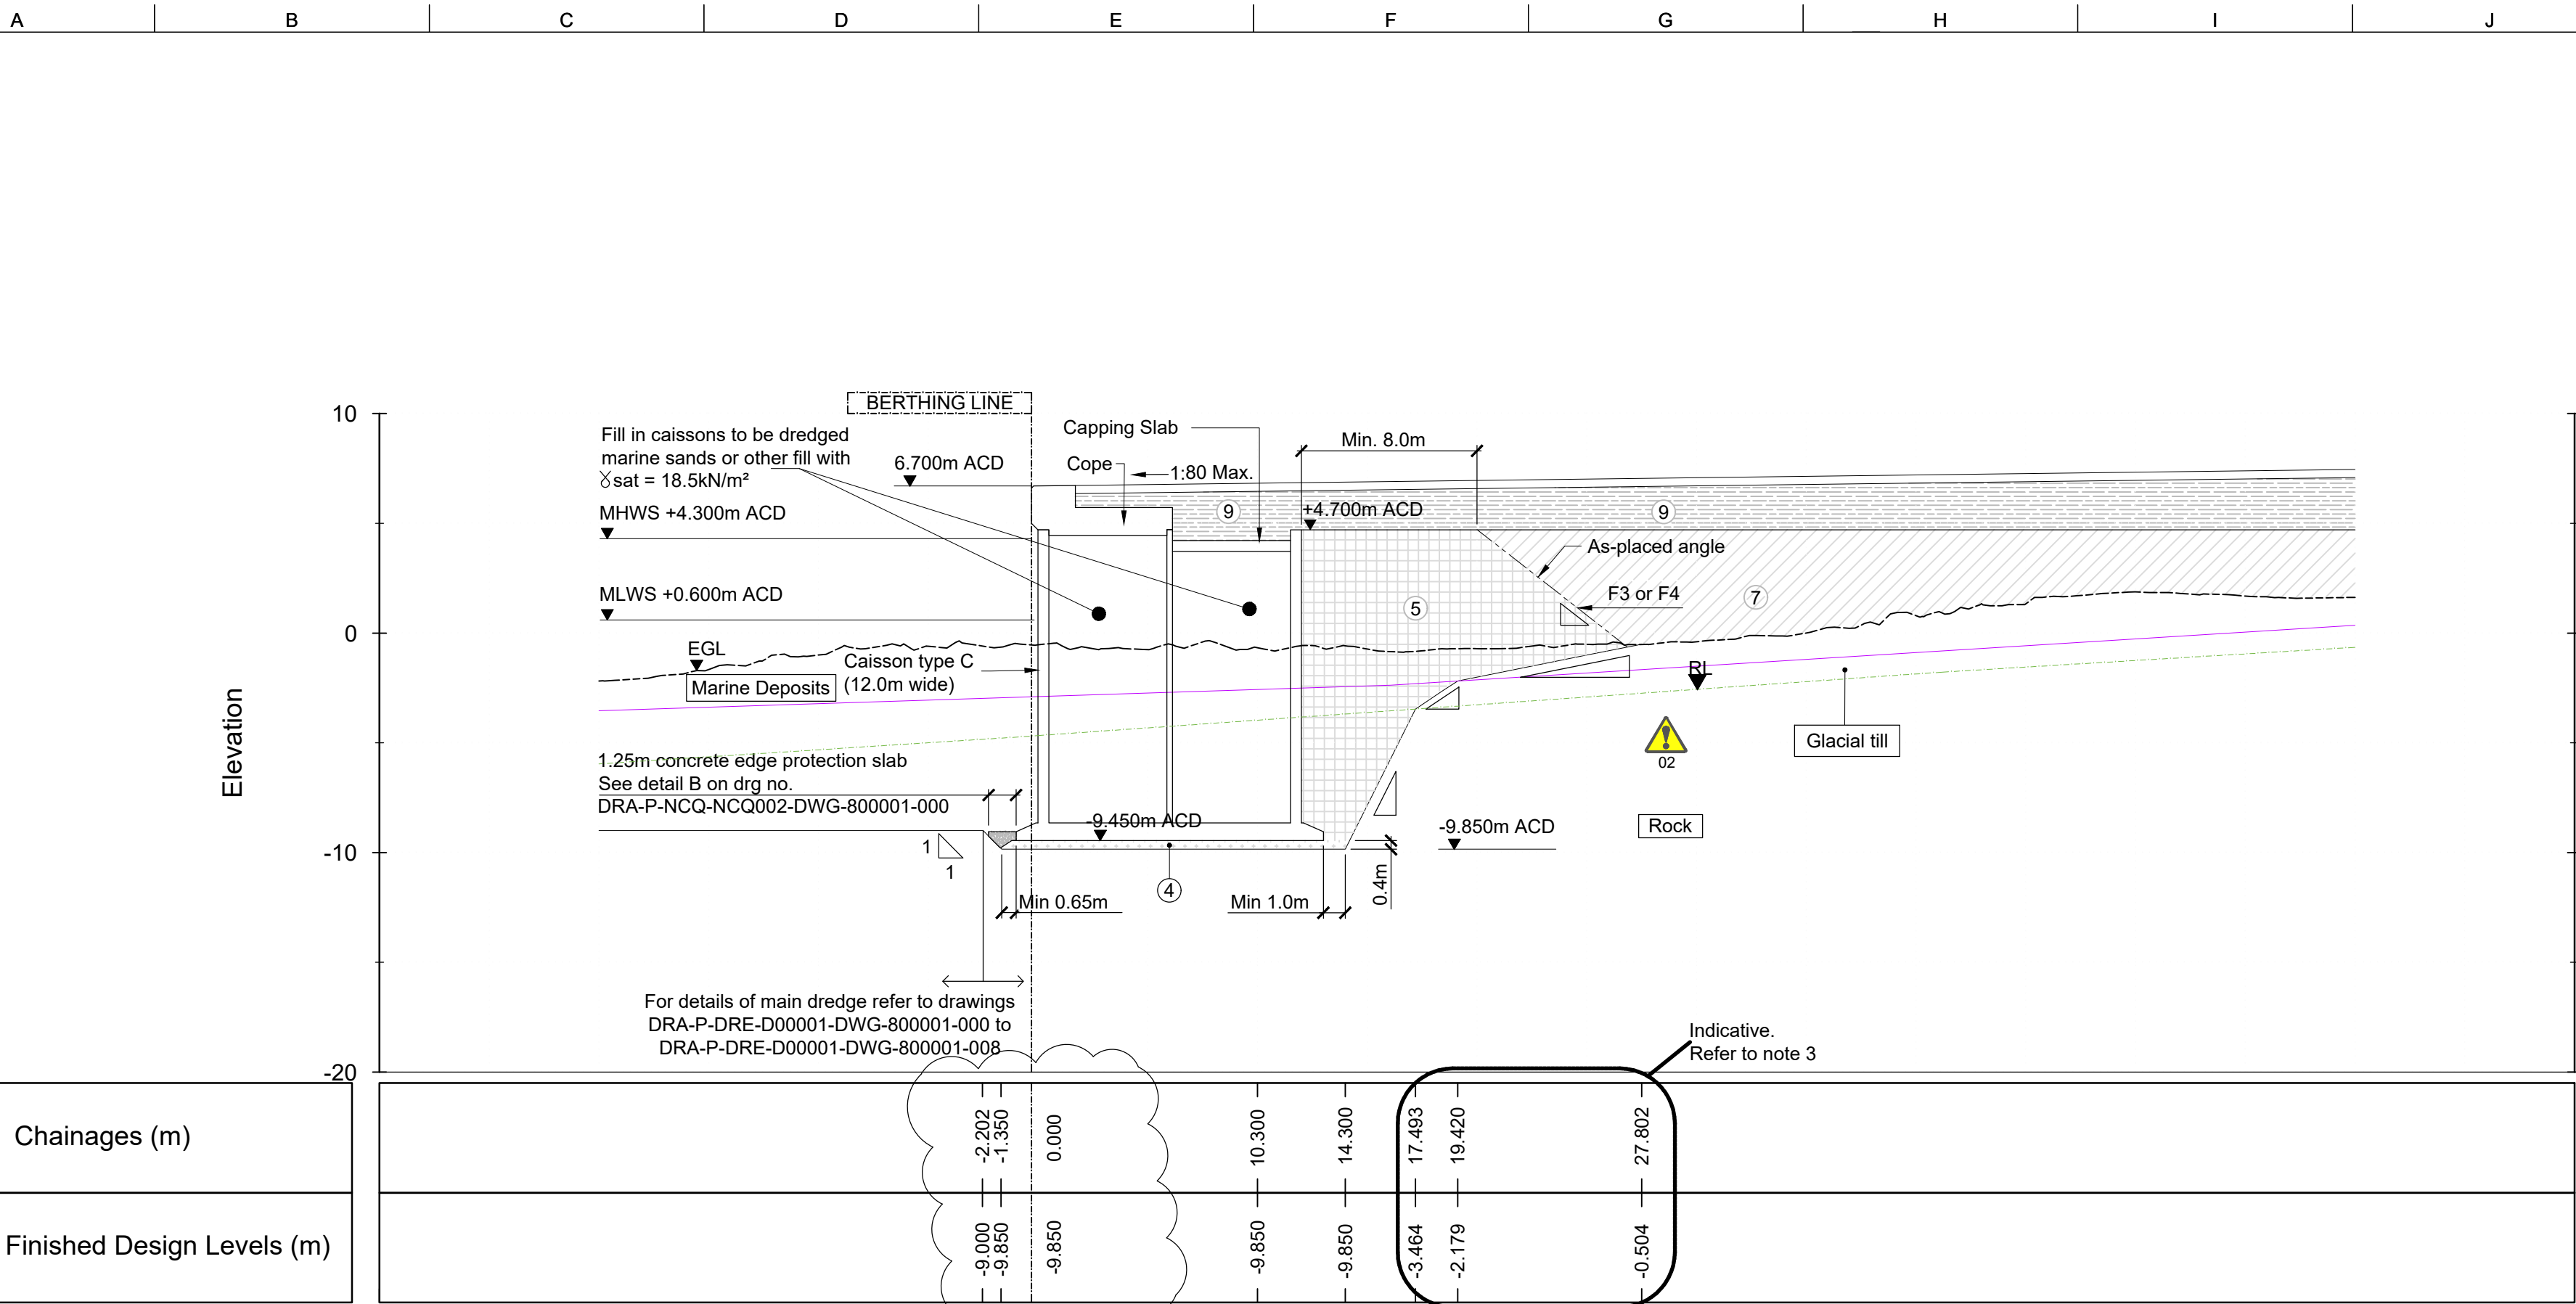 A B C D E F G H I J
BERTHING LINE
10
Fill in caissons to be dredged
marine sands or other fill with
ɣsat = 18.5kN/m²
6.700m ACD
Capping Slab
Cope
1:80 Max.
Min. 8.0m
MHWS +4.300m ACD
9
+4.700m ACD
9
As-placed angle
MLWS +0.600m ACD
5
F3 or F4
7
0
EGL
Marine Deposits
Caisson type C
(12.0m wide)
RL
02
Glacial till
Elevation
1.25m concrete edge protection slab
See detail B on drg no.
DRA-P-NCQ-NCQ002-DWG-800001-000
-9.450m ACD
-9.850m ACD
Rock
-10
1
1
4
Min 0.65m
Min 1.0m
0.4m
For details of main dredge refer to drawings
DRA-P-DRE-D00001-DWG-800001-000 to
DRA-P-DRE-D00001-DWG-800001-008
Indicative.
Refer to note 3
-20
Chainages (m)
-2.202
-1.350
0.000
10.300
14.300
17.493
19.420
27.802
Finished Design Levels (m)
-9.000
-9.850
-9.850
-9.850
-9.850
-3.464
-2.179
-0.504